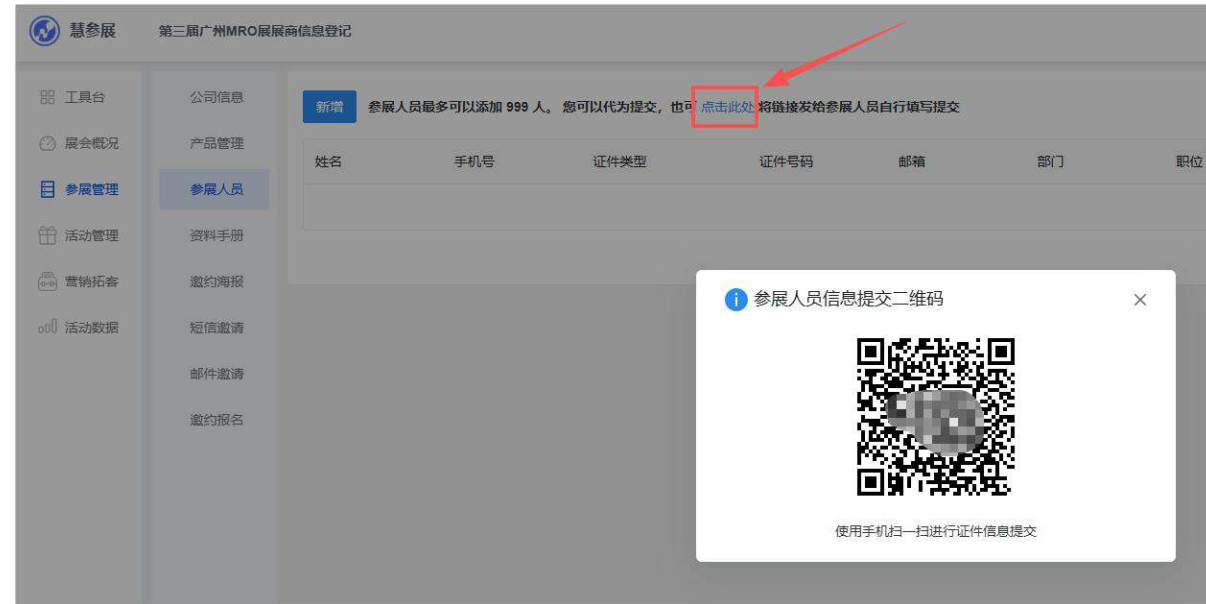 慧参展 第三届广州MRO展展商信息登记
工具台
展会概况
参展管理
活动管理
营销拓客
活动数据
公司信息
产品管理
参展人员
资料手册
邀约海报
短信邀请
邮件邀请
邀约报名
新增 参展人员最多可以添加 999 人。 您可以代为提交，也可 点击此处 将链接发给参展人员自行填写提交
姓名 手机号 证件类型 证件号码 邮箱 部门 职位
参展人员信息提交二维码
使用手机扫一扫进行证件信息提交